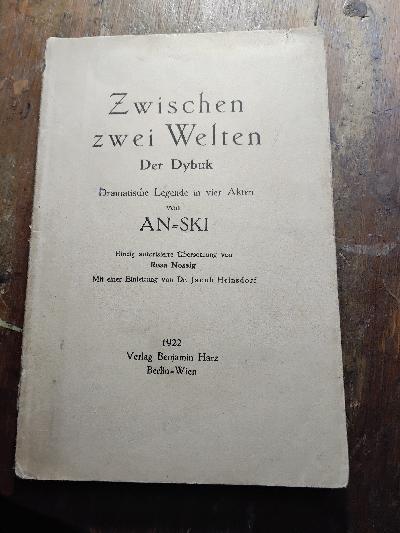 Zwischen
zwei Welten
Der Dybuk
Dramatische Legende in vier Akten
von
AN=SKI
Einzig autorisierte Übersetzung von
Rosa Nossig
Mit einer Einleitung von Dr. Jacob Heinsdorf
1922
Verlag Benjamin Harz
Berlin=Wien